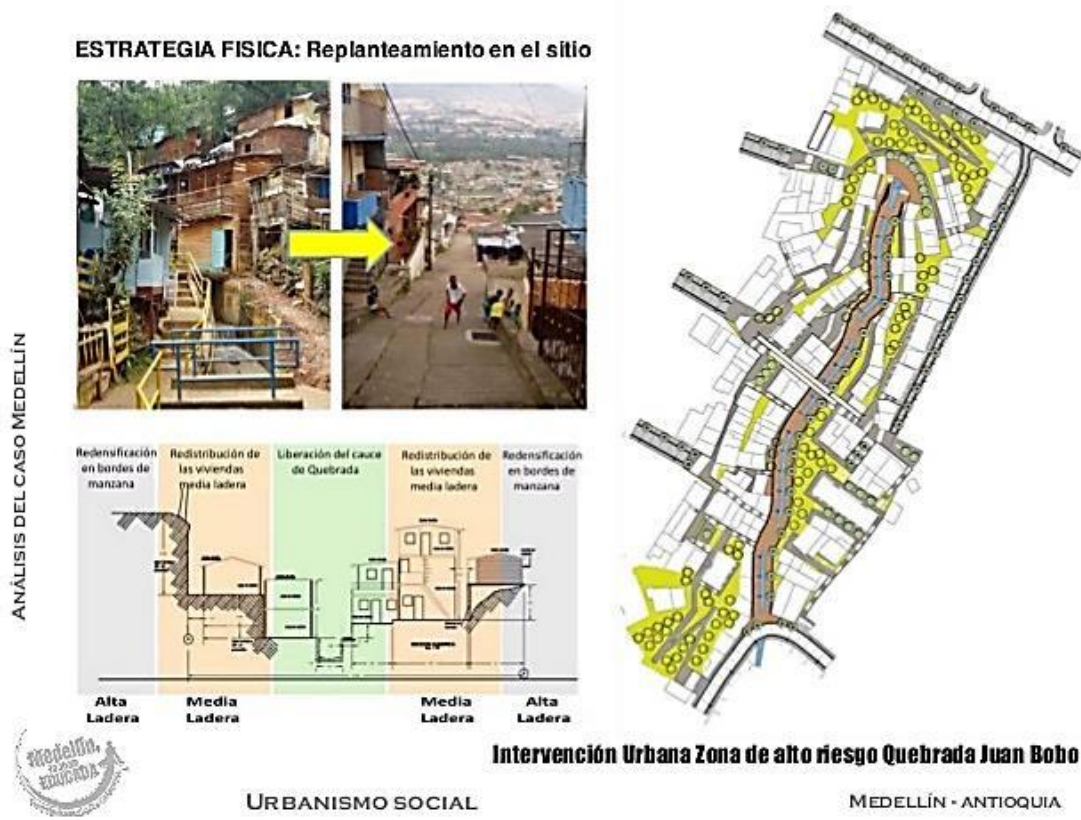 ESTRATEGIA FISICA: Replanteamiento en el sitio
ANÁLISIS DEL CASO MEDELLÍN
Redensificación
en bordes de
manzana
Redistribución de
las viviendas
media ladera
Liberación del cauce
de Quebrada
Redistribución de
las viviendas
media ladera
Redensificación
en bordes de
manzana
Alta
Ladera
Media
Ladera
Media
Ladera
Alta
Ladera
Medellín,
EDUCADA
Intervención Urbana Zona de alto riesgo Quebrada Juan Bobo
URBANISMO SOCIAL
MEDELLÍN - ANTIOQUIA